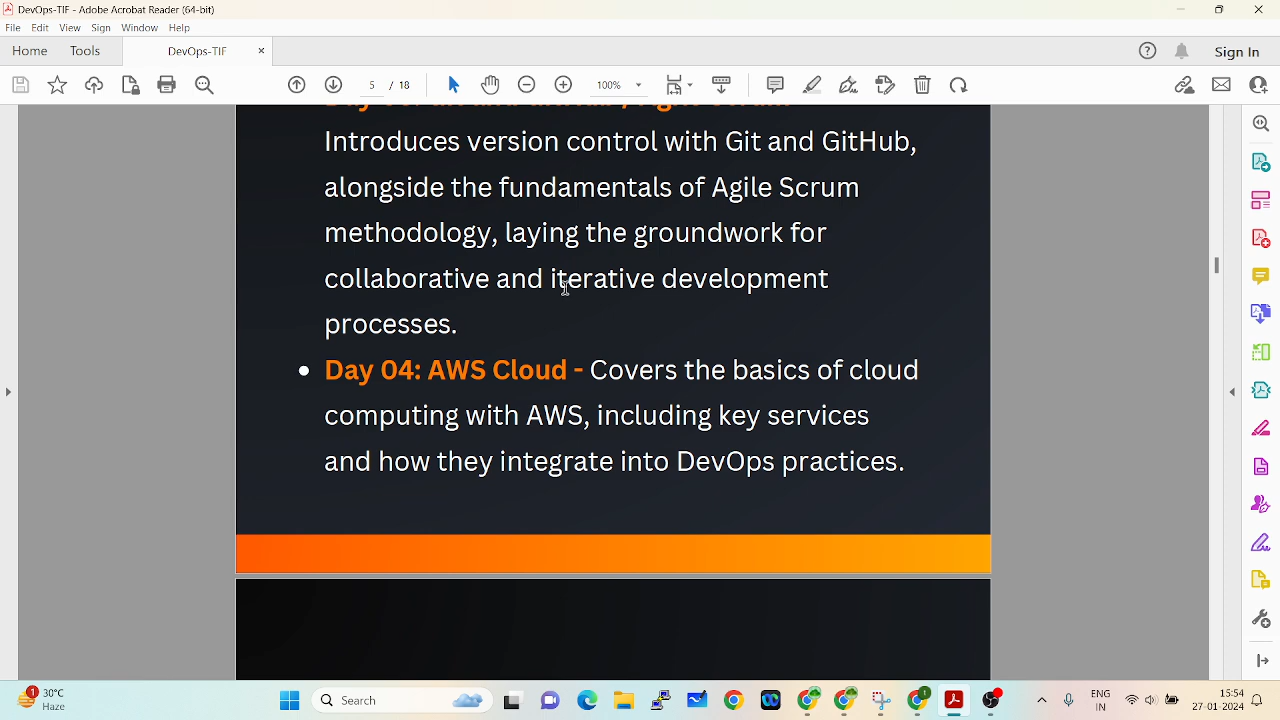 DevOps-TIF - Adobe Acrobat Reader (64-bit)
File Edit View Sign Window Help
Home Tools DevOps-TIF × Sign In
5 / 18 100%
Introduces version control with Git and GitHub,
alongside the fundamentals of Agile Scrum
methodology, laying the groundwork for
collaborative and iterative development
processes.
• Day 04: AWS Cloud - Covers the basics of cloud
computing with AWS, including key services
and how they integrate into DevOps practices.
1 30°C
Haze
Search
1
ENG
IN
15:54